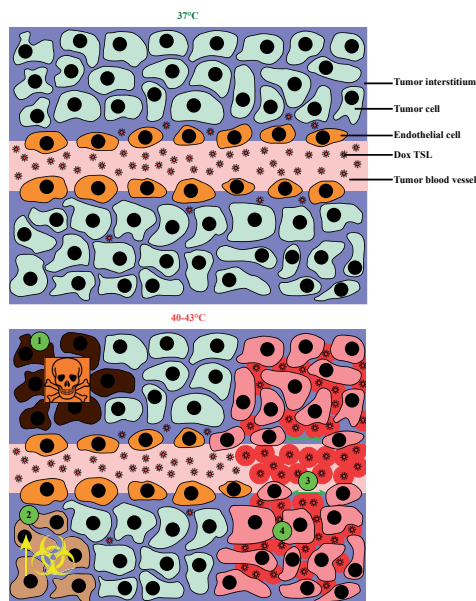 37°C
Tumor interstitium
Tumor cell
Endothelial cell
Dox TSL
Tumor blood vessel
40-43°C
1
2
3
4